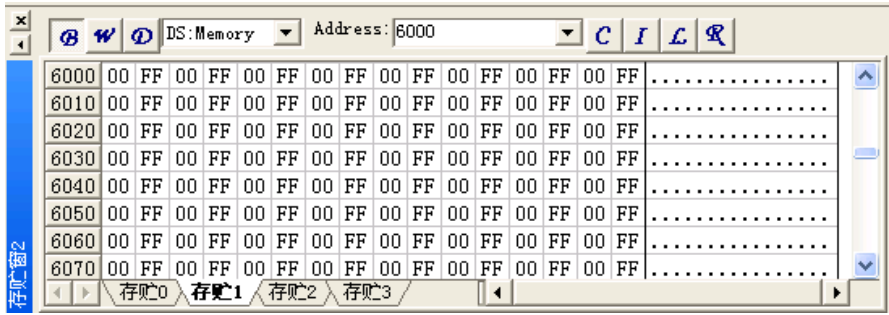 B W D DS:Memory Address: 6000 C I L R
6000 00 FF 00 FF 00 FF 00 FF 00 FF 00 FF 00 FF 00 FF ................
6010 00 FF 00 FF 00 FF 00 FF 00 FF 00 FF 00 FF 00 FF ................
6020 00 FF 00 FF 00 FF 00 FF 00 FF 00 FF 00 FF 00 FF ................
6030 00 FF 00 FF 00 FF 00 FF 00 FF 00 FF 00 FF 00 FF ................
6040 00 FF 00 FF 00 FF 00 FF 00 FF 00 FF 00 FF 00 FF ................
6050 00 FF 00 FF 00 FF 00 FF 00 FF 00 FF 00 FF 00 FF ................
6060 00 FF 00 FF 00 FF 00 FF 00 FF 00 FF 00 FF 00 FF ................
6070 00 FF 00 FF 00 FF 00 FF 00 FF 00 FF 00 FF 00 FF ................
存贮0 存贮1 存贮2 存贮3
存贮窗2